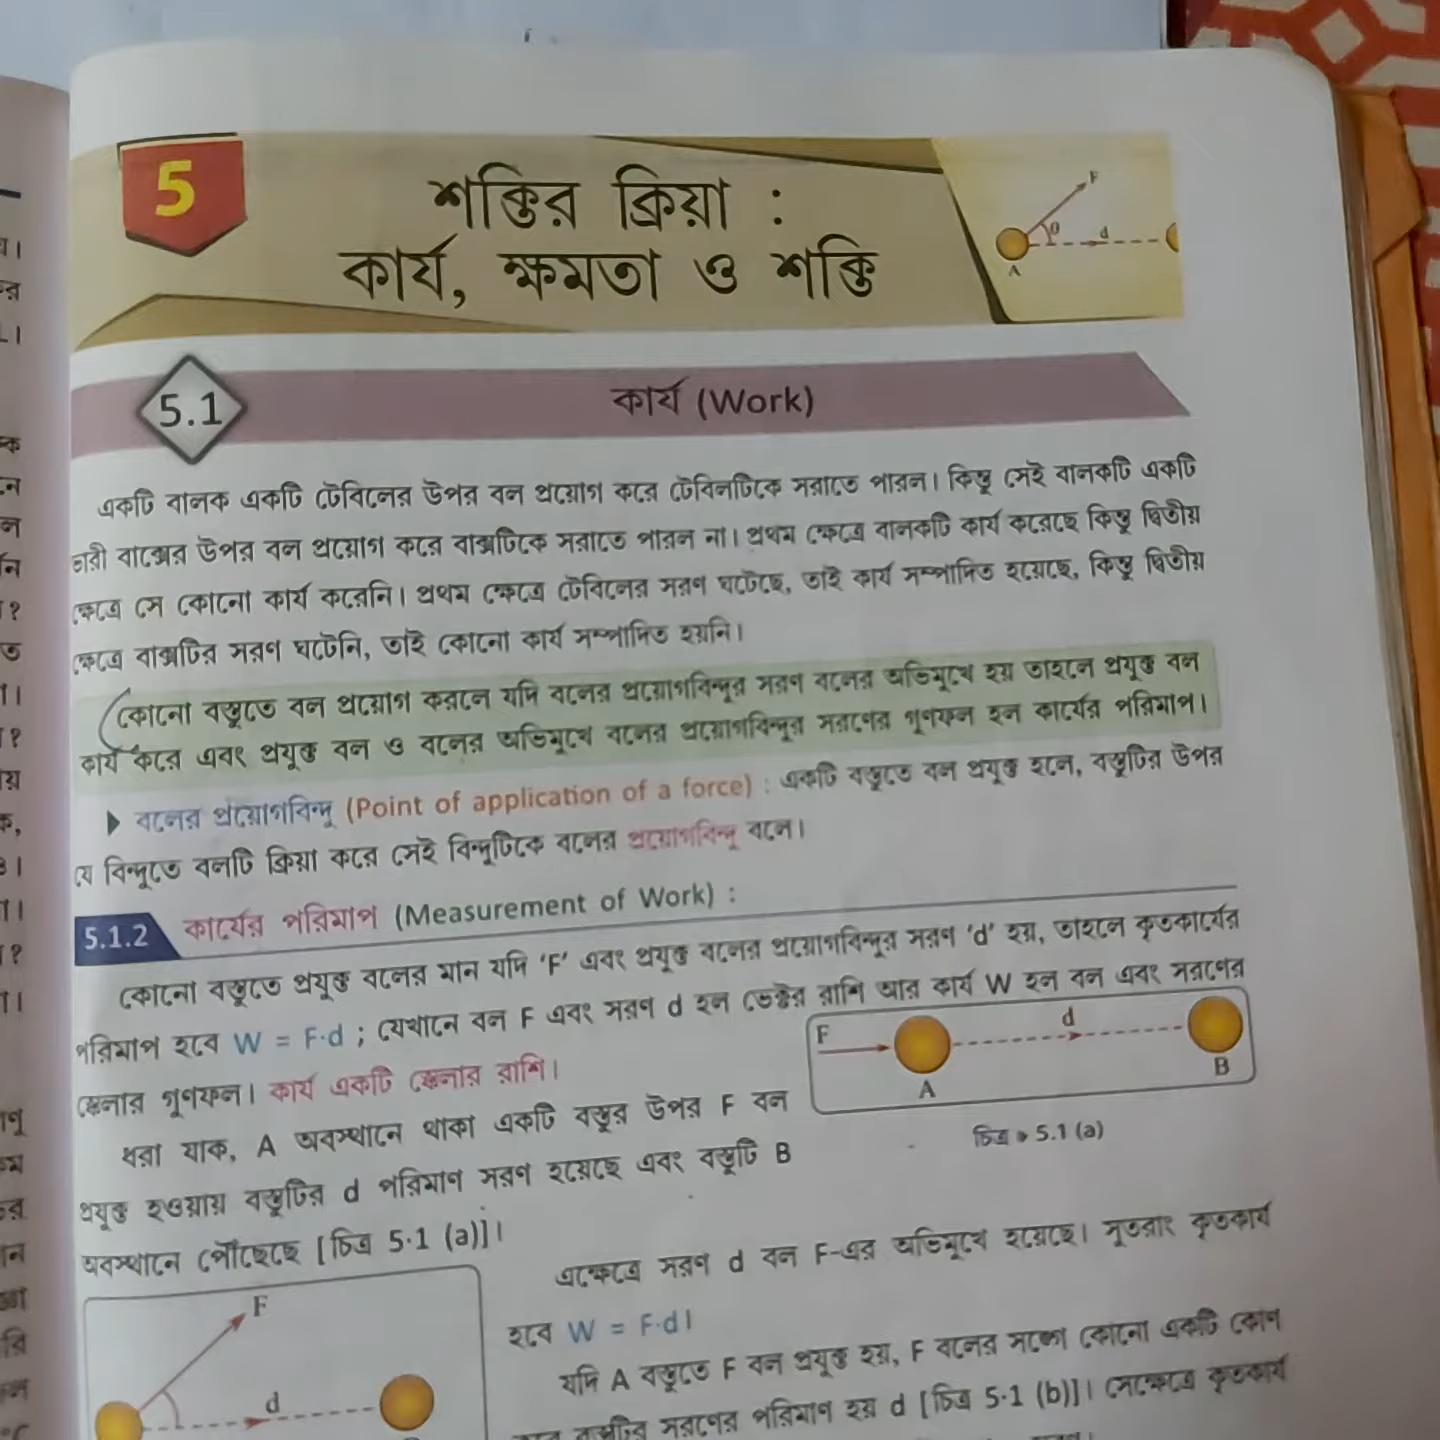 5
শক্তির ক্রিয়া :
কার্য, ক্ষমতা ও শক্তি
F
θ
d
A
5.1
কার্য (Work)
একটি বালক একটি টেবিলের উপর বল প্রয়োগ করে টেবিলটিকে সরাতে পারল। কিন্তু সেই বালকটি একটি
ভারী বাক্সের উপর বল প্রয়োগ করে বাক্সটিকে সরাতে পারল না। প্রথম ক্ষেত্রে বালকটি কার্য করেছে কিন্তু দ্বিতীয়
ক্ষেত্রে সে কোনো কার্য করেনি। প্রথম ক্ষেত্রে টেবিলের সরণ ঘটেছে, তাই কার্য সম্পাদিত হয়েছে, কিন্তু দ্বিতীয়
ক্ষেত্রে বাক্সটির সরণ ঘটেনি, তাই কোনো কার্য সম্পাদিত হয়নি।
কোনো বস্তুতে বল প্রয়োগ করলে যদি বলের প্রয়োগবিন্দুর সরণ বলের অভিমুখে হয় তাহলে প্রযুক্ত বল
কার্য করে এবং প্রযুক্ত বল ও বলের অভিমুখে বলের প্রয়োগবিন্দুর সরণের গুণফল হল কার্যের পরিমাপ।
▶ বলের প্রয়োগবিন্দু (Point of application of a force) : একটি বস্তুতে বল প্রযুক্ত হলে, বস্তুটির উপর
যে বিন্দুতে বলটি ক্রিয়া করে সেই বিন্দুটিকে বলের প্রয়োগবিন্দু বলে।
5.1.2 কার্যের পরিমাপ (Measurement of Work) :
কোনো বস্তুতে প্রযুক্ত বলের মান যদি ‘F’ এবং প্রযুক্ত বলের প্রয়োগবিন্দুর সরণ ‘d’ হয়, তাহলে কৃতকার্যের
পরিমাপ হবে W = F·d ; যেখানে বল F এবং সরণ d হল ভেক্টর রাশি আর কার্য W হল বল এবং সরণের
স্কেলার গুণফল। কার্য একটি স্কেলার রাশি।
F
d
A
B
চিত্র 5.1 (a)
ধরা যাক, A অবস্থানে থাকা একটি বস্তুর উপর F বল
প্রযুক্ত হওয়ায় বস্তুটির d পরিমাণ সরণ হয়েছে এবং বস্তুটি B
অবস্থানে পৌঁছেছে [চিত্র 5·1 (a)]।
এক্ষেত্রে সরণ d বল F-এর অভিমুখে হয়েছে। সুতরাং কৃতকার্য
হবে W = F·d।
যদি A বস্তুতে F বল প্রযুক্ত হয়, F বলের সঙ্গে কোনো একটি কোণ
করে বস্তুটির সরণের পরিমাণ হয় d [চিত্র 5·1 (b)]। সেক্ষেত্রে কৃতকার্য
F
d